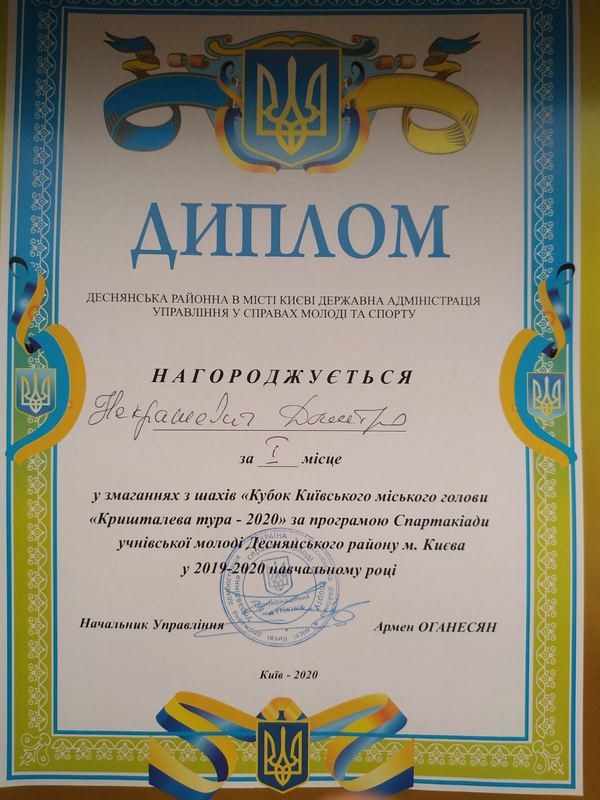 ДИПЛОМ
ДЕСНЯНСЬКА РАЙОННА В МІСТІ КИЄВІ ДЕРЖАВНА АДМІНІСТРАЦІЯ
УПРАВЛІННЯ У СПРАВАХ МОЛОДІ ТА СПОРТУ
НАГОРОДЖУЄТЬСЯ
Дмитро
за I місце
у змаганнях з шахів «Кубок Київського міського голови
«Кришталева тура - 2020» за програмою Спартакіади
учнівської молоді Деснянського району м. Києва
у 2019-2020 навчальному році
Начальник Управління
Армен ОГАНЕСЯН
Київ - 2020